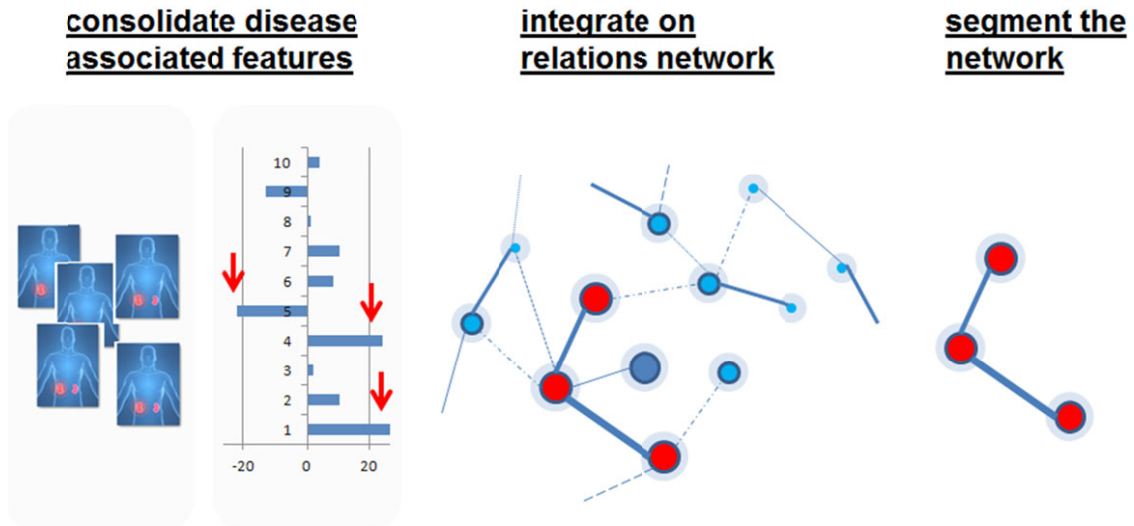 consolidate disease
associated features
integrate on
relations network
segment the
network
10
9
8
7
6
5
4
3
2
1
-20 0 20